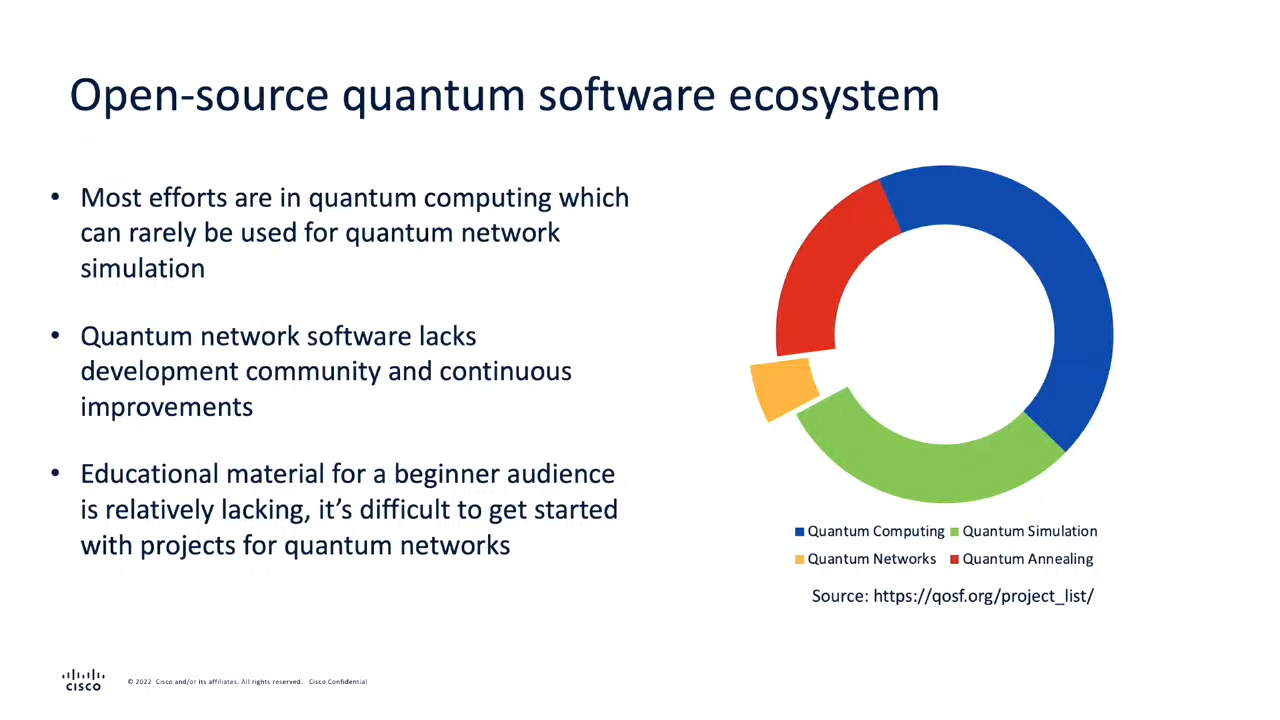 Open-source quantum software ecosystem
• Most efforts are in quantum computing which
can rarely be used for quantum network
simulation
• Quantum network software lacks
development community and continuous
improvements
• Educational material for a beginner audience
is relatively lacking, it’s difficult to get started
with projects for quantum networks
Quantum Computing Quantum Simulation
Quantum Networks Quantum Annealing
Source: https://qosf.org/project_list/
CISCO
© 2022 Cisco and/or its affiliates. All rights reserved. Cisco Confidential